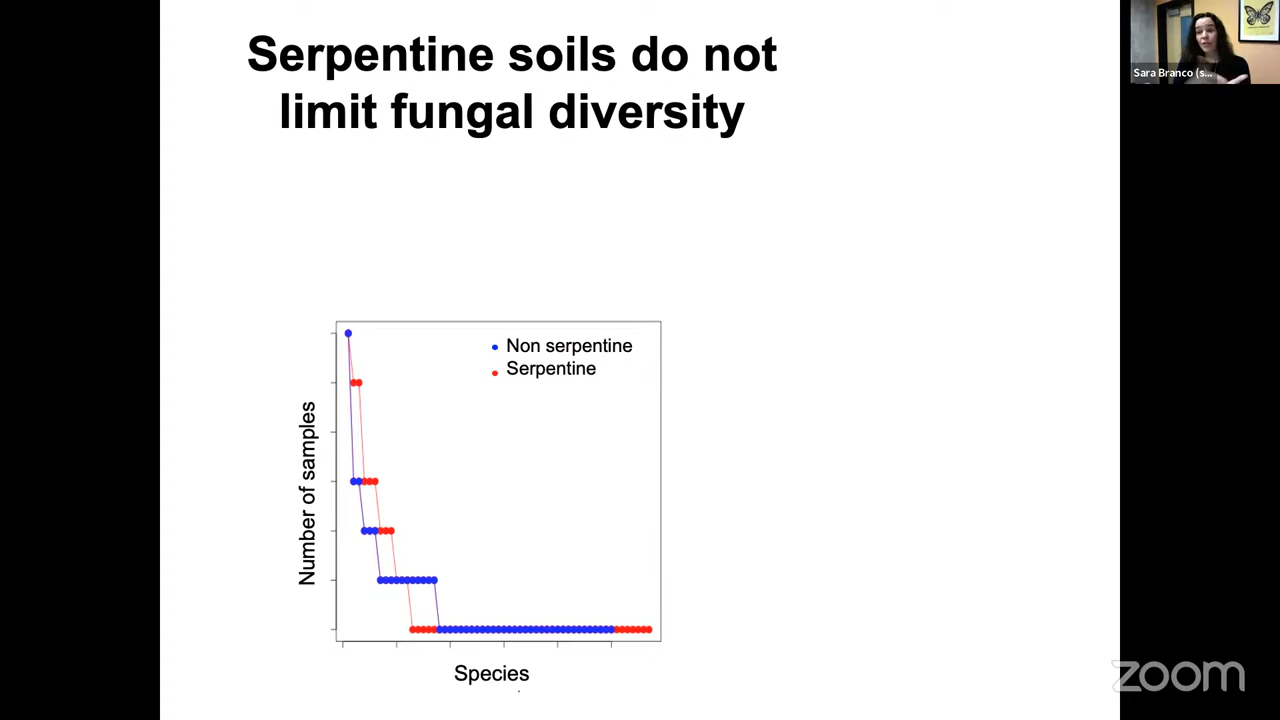 Serpentine soils do not
limit fungal diversity
Sara Branco (s...
Non serpentine
Serpentine
Number of samples
Species
zoom